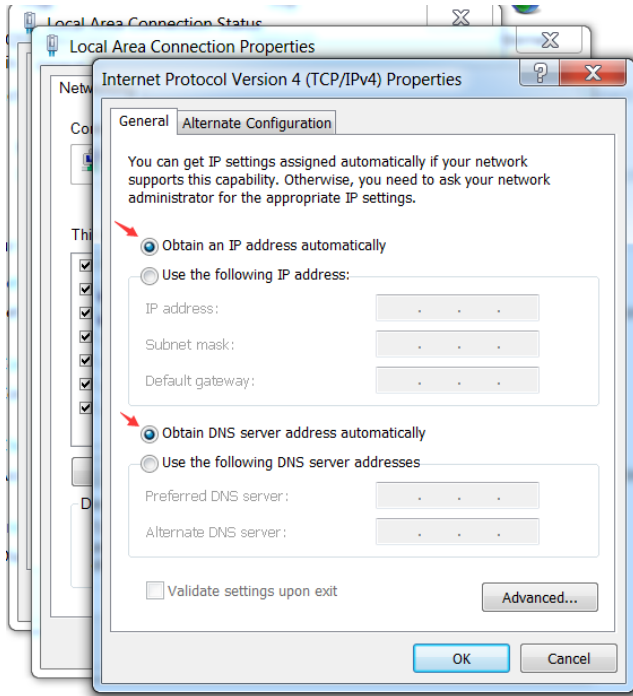 Local Area Connection Status
Local Area Connection Properties
Internet Protocol Version 4 (TCP/IPv4) Properties
General
Alternate Configuration
You can get IP settings assigned automatically if your network
supports this capability. Otherwise, you need to ask your network
administrator for the appropriate IP settings.
Obtain an IP address automatically
Use the following IP address:
IP address:
Subnet mask:
Default gateway:
Obtain DNS server address automatically
Use the following DNS server addresses
Preferred DNS server:
Alternate DNS server:
Validate settings upon exit
Advanced...
OK
Cancel